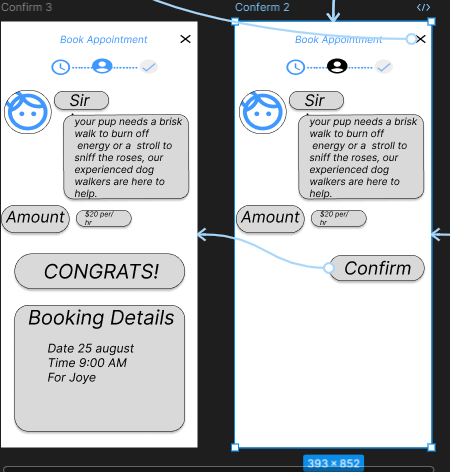 Confirm 3
Book Appointment
Sir
your pup needs a brisk
walk to burn off
energy or a stroll to
sniff the roses, our
experienced dog
walkers are here to
help.
Amount
$20 per/
hr
CONGRATS!
Booking Details
Date 25 august
Time 9:00 AM
For Joye
Conferm 2
</>
Book Appointment
Sir
your pup needs a brisk
walk to burn off
energy or a stroll to
sniff the roses, our
experienced dog
walkers are here to
help.
Amount
$20 per/
hr
Confirm
393 × 852